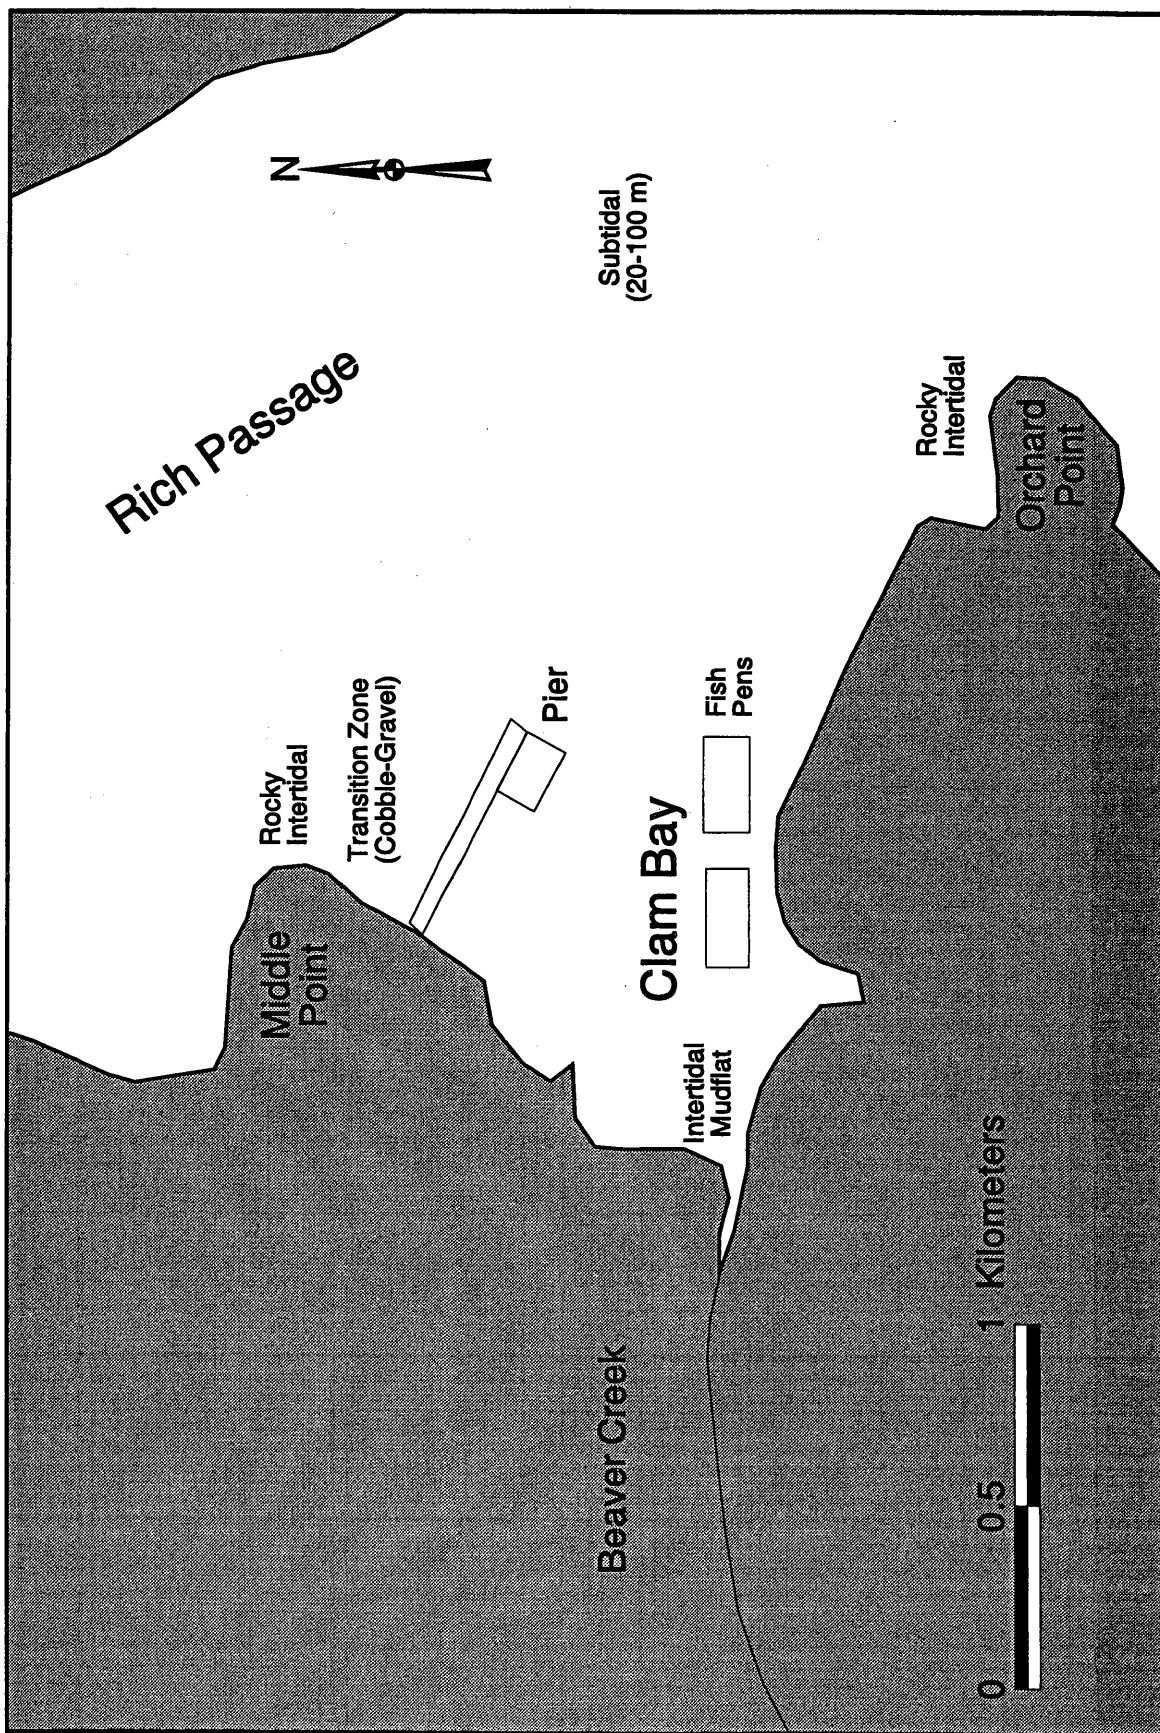 N
Rich Passage
Rocky
Intertidal
Middle
Point
Transition Zone
(Cobble-Gravel)
Pier
Subtidal
(20-100 m)
Clam Bay
Fish
Pens
Intertidal
Mudflat
Beaver Creek
Rocky
Intertidal
Orchard
Point
0 0.5 1 Kilometers